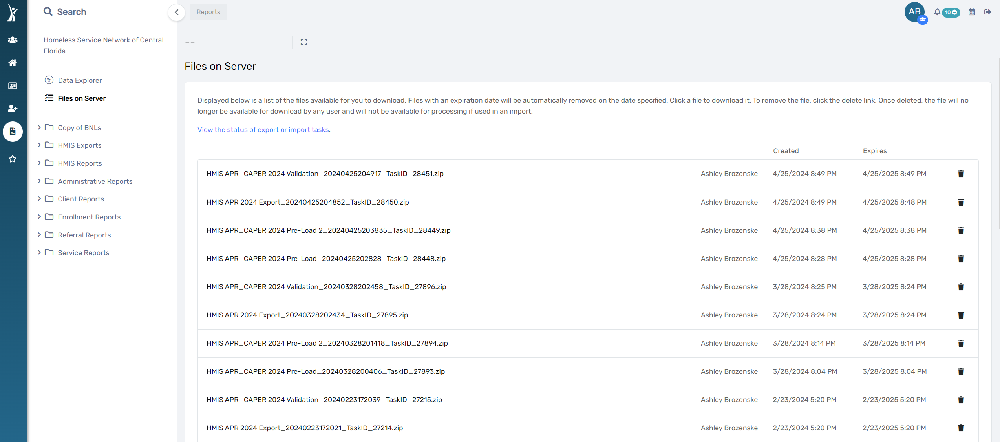 Search
Reports
AB
10
Homeless Service Network of Central
Florida
Data Explorer
Files on Server
Copy of BNLs
HMIS Exports
HMIS Reports
Administrative Reports
Client Reports
Enrollment Reports
Referral Reports
Service Reports
--
Files on Server
Displayed below is a list of the files available for you to download. Files with an expiration date will be automatically removed on the date specified. Click a file to download it. To remove the file, click the delete link. Once deleted, the file will no
longer be available for download by any user and will not be available for processing if used in an import.
View the status of export or import tasks.
Created Expires
HMIS APR_CAPER 2024 Validation_20240425204917_TaskID_28451.zip Ashley Brozenske 4/25/2024 8:49 PM 4/25/2025 8:49 PM
HMIS APR 2024 Export_20240425204852_TaskID_28450.zip Ashley Brozenske 4/25/2024 8:49 PM 4/25/2025 8:48 PM
HMIS APR_CAPER 2024 Pre-Load 2_20240425203835_TaskID_28449.zip Ashley Brozenske 4/25/2024 8:38 PM 4/25/2025 8:38 PM
HMIS APR_CAPER 2024 Pre-Load_20240425202828_TaskID_28448.zip Ashley Brozenske 4/25/2024 8:28 PM 4/25/2025 8:28 PM
HMIS APR_CAPER 2024 Validation_20240328202458_TaskID_27896.zip Ashley Brozenske 3/28/2024 8:25 PM 3/28/2025 8:24 PM
HMIS APR 2024 Export_20240328202434_TaskID_27895.zip Ashley Brozenske 3/28/2024 8:24 PM 3/28/2025 8:24 PM
HMIS APR_CAPER 2024 Pre-Load 2_20240328201418_TaskID_27894.zip Ashley Brozenske 3/28/2024 8:14 PM 3/28/2025 8:14 PM
HMIS APR_CAPER 2024 Pre-Load_20240328200406_TaskID_27893.zip Ashley Brozenske 3/28/2024 8:04 PM 3/28/2025 8:04 PM
HMIS APR_CAPER 2024 Validation_20240223172039_TaskID_27215.zip Ashley Brozenske 2/23/2024 5:20 PM 2/23/2025 5:20 PM
HMIS APR 2024 Export_20240223172021_TaskID_27214.zip Ashley Brozenske 2/23/2024 5:20 PM 2/23/2025 5:20 PM